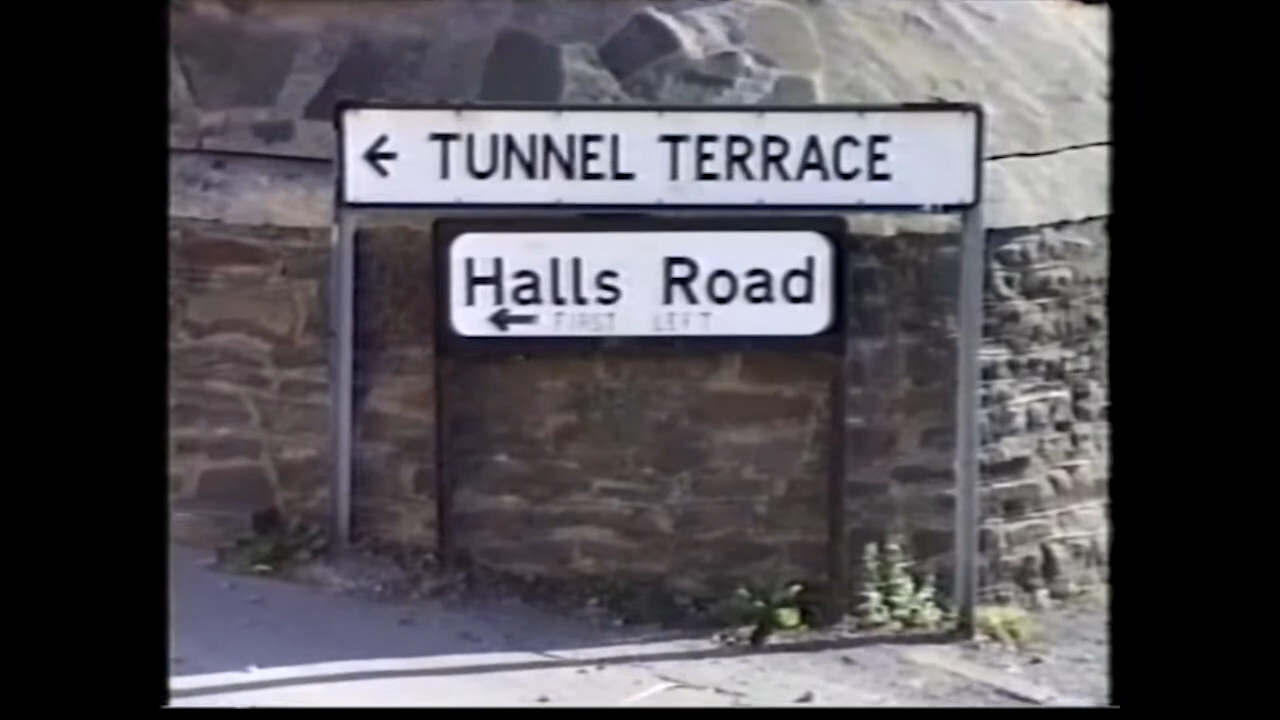 ← TUNNEL TERRACE
Halls Road
← FIRST LEFT